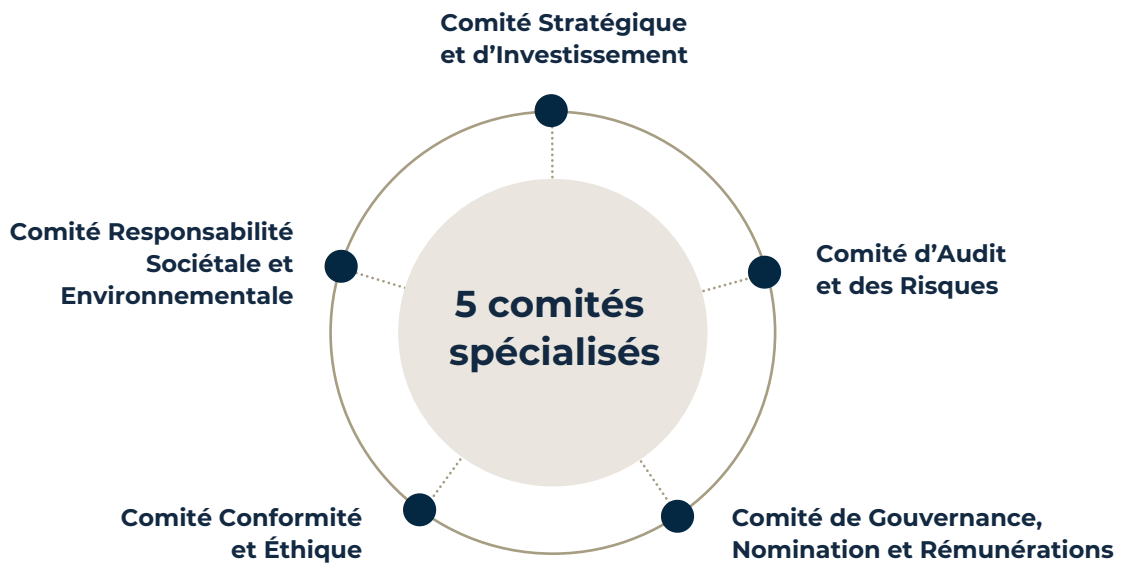 Comité Stratégique
et d’Investissement
Comité Responsabilité
Sociétale et
Environnementale
Comité d’Audit
et des Risques
5 comités
spécialisés
Comité Conformité
et Éthique
Comité de Gouvernance,
Nomination et Rémunérations